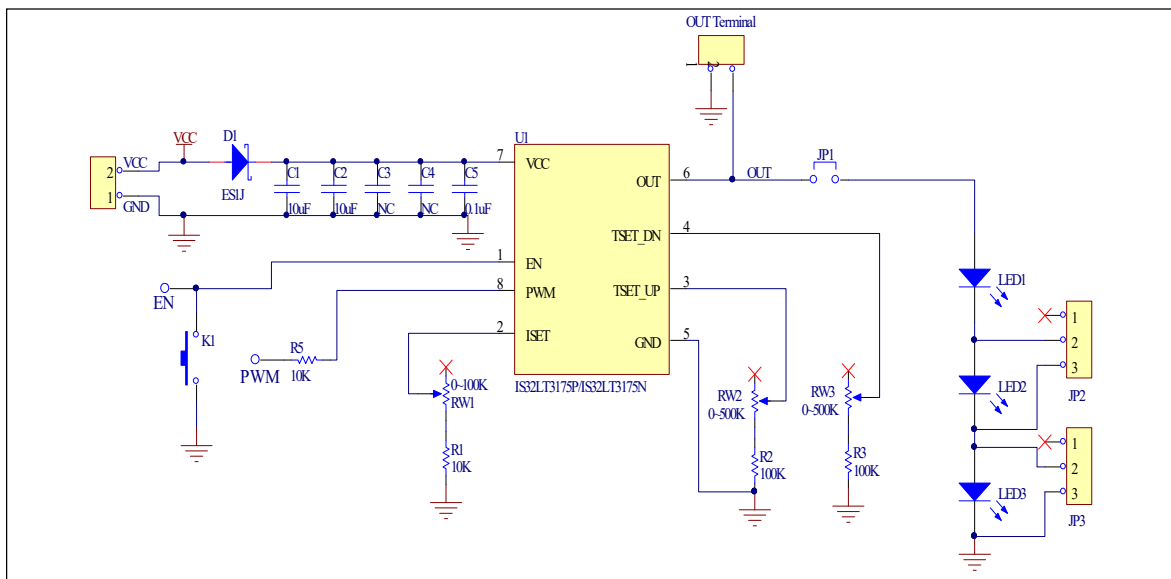 OUT Terminal
1
2
VCC
D1
ES1J
2
1
VCC
GND
C1
10uF
C2
10uF
C3
NC
C4
NC
C5
0.1uF
U1
7
VCC
1
EN
8
PWM
2
ISET
OUT
6
TSET_DN
4
TSET_UP
3
GND
5
IS32LT3175P/IS32LT3175N
OUT
JP1
EN
K1
PWM
R5
10K
0~100K
RW1
R1
10K
RW2
0~500K
R2
100K
RW3
0~500K
R3
100K
LED1
LED2
LED3
1
2
3
JP2
1
2
3
JP3